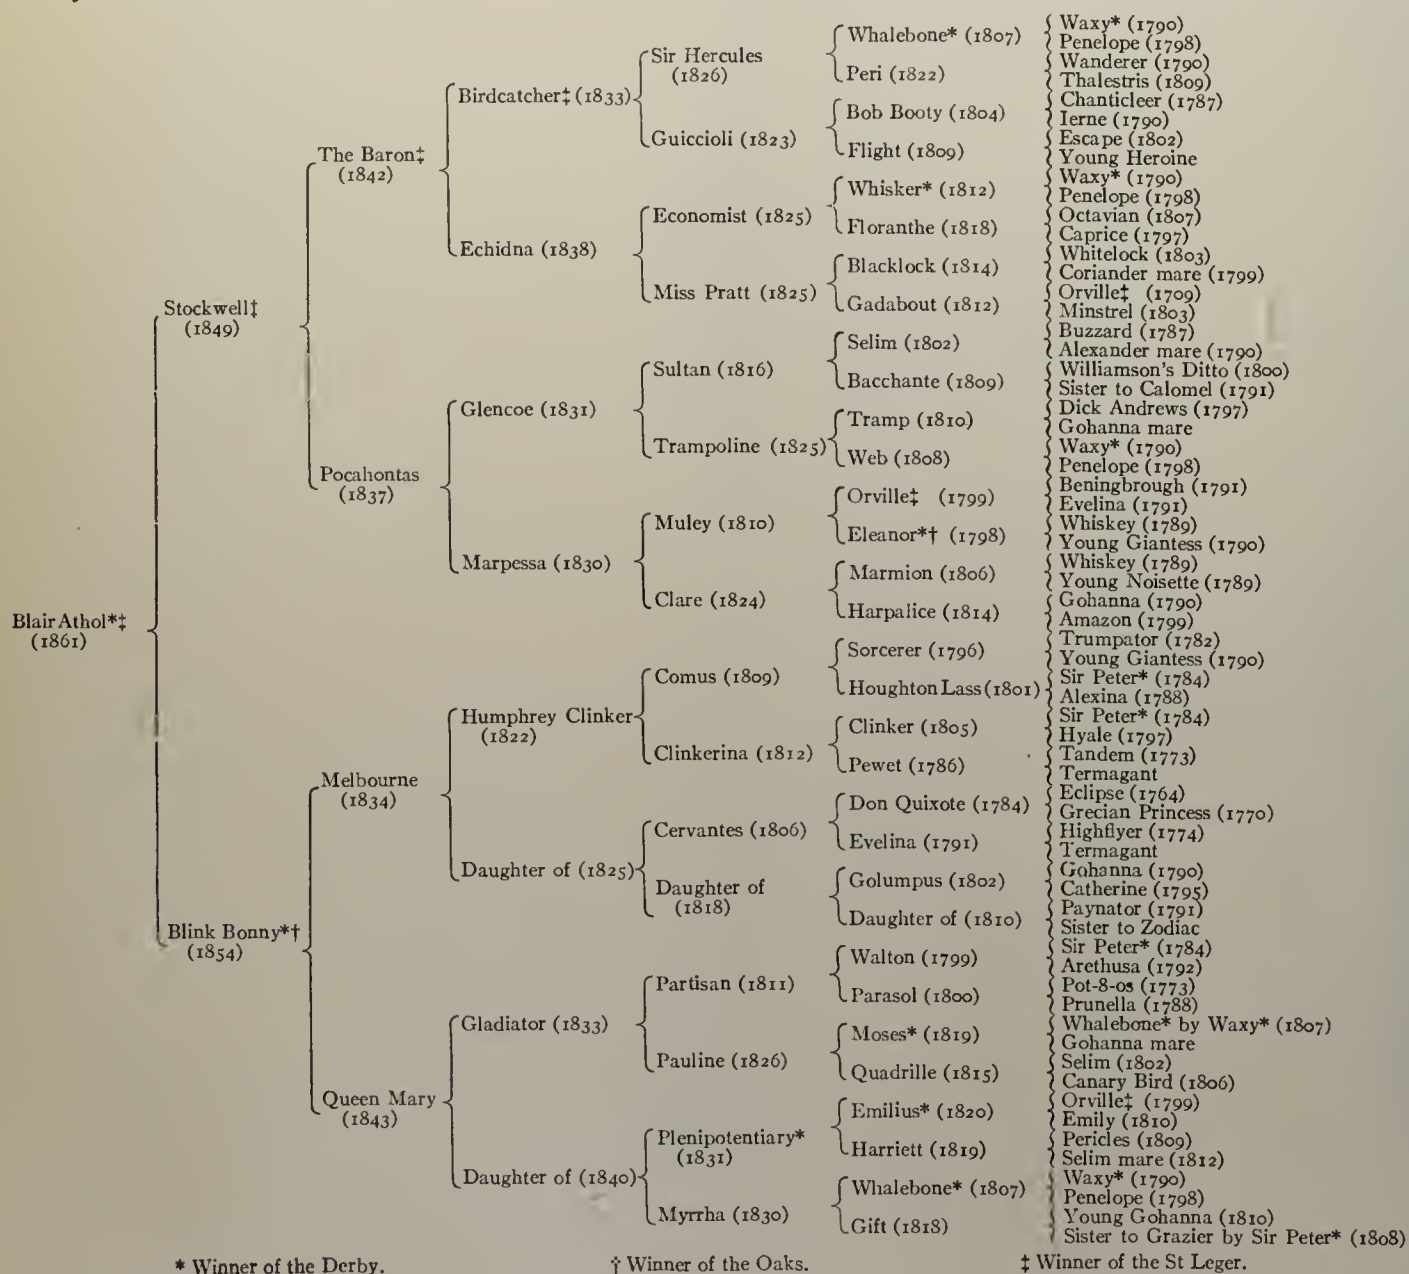 Blair Athol*‡
(1861)
Stockwell‡
(1849)
Blink Bonny*†
(1854)
The Baron‡
(1842)
Pocahontas
(1837)
Melbourne
(1834)
Queen Mary
(1843)
Birdcatcher‡ (1833)
Echidna (1838)
Glencoe (1831)
Marpessa (1830)
Humphrey Clinker
(1822)
Daughter of (1825)
Gladiator (1833)
Daughter of (1840)
Sir Hercules
(1826)
Guiccioli (1823)
Economist (1825)
Miss Pratt (1825)
Sultan (1816)
Trampoline (1825)
Muley (1810)
Clare (1824)
Comus (1809)
Clinkerina (1812)
Cervantes (1806)
Daughter of
(1818)
Partisan (1811)
Pauline (1826)
Plenipotentiary*
(1831)
Myrrha (1830)
Whalebone* (1807)
Peri (1822)
Bob Booty (1804)
Flight (1809)
Whisker* (1812)
Floranthe (1818)
Blacklock (1814)
Gadabout (1812)
Selim (1802)
Bacchante (1809)
Tramp (1810)
Web (1808)
Orville‡ (1799)
Eleanor*† (1798)
Marmion (1806)
Harpalice (1814)
Sorcerer (1796)
Houghton Lass (1801)
Clinker (1805)
Pewet (1786)
Don Quixote (1784)
Evelina (1791)
Golumpus (1802)
Daughter of (1810)
Walton (1799)
Parasol (1800)
Moses* (1819)
Quadrille (1815)
Emilius* (1820)
Harriett (1819)
Whalebone* (1807)
Gift (1818)
Waxy* (1790)
Penelope (1798)
Wanderer (1790)
Thalestris (1809)
Chanticleer (1787)
Ierne (1790)
Escape (1802)
Young Heroine
Waxy* (1790)
Penelope (1798)
Octavian (1807)
Caprice (1797)
Whitelock (1803)
Coriander mare (1799)
Orville‡ (1709)
Minstrel (1803)
Buzzard (1787)
Alexander mare (1790)
Williamson's Ditto (1800)
Sister to Calomel (1791)
Dick Andrews (1797)
Gohanna mare
Waxy* (1790)
Penelope (1798)
Beningbrough (1791)
Evelina (1791)
Whiskey (1789)
Young Giantess (1790)
Whiskey (1789)
Young Noisette (1789)
Gohanna (1790)
Amazon (1799)
Trumpator (1782)
Young Giantess (1790)
Sir Peter* (1784)
Alexina (1788)
Sir Peter* (1784)
Hyale (1797)
Tandem (1773)
Termagant
Eclipse (1764)
Grecian Princess (1770)
Highflyer (1774)
Termagant
Gohanna (1790)
Catherine (1795)
Paynator (1791)
Sister to Zodiac
Sir Peter* (1784)
Arethusa (1792)
Pot-8-os (1773)
Prunella (1788)
Whalebone* by Waxy* (1807)
Gohanna mare
Selim (1802)
Canary Bird (1806)
Orville‡ (1799)
Emily (1810)
Pericles (1809)
Selim mare (1812)
Waxy* (1790)
Penelope (1798)
Young Gohanna (1810)
Sister to Grazier by Sir Peter* (1808)
* Winner of the Derby. † Winner of the Oaks. ‡ Winner of the St Leger.